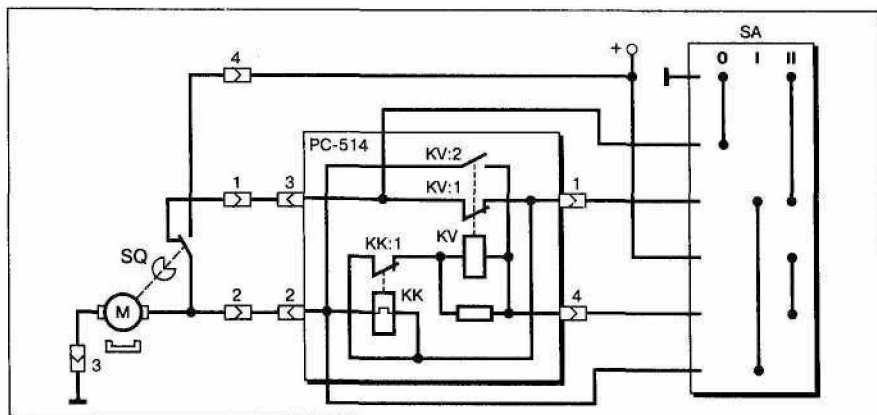 SA
+
4
0 I II
PC-514
KV:2
1 3
KV:1
1
KK:1
KV
SQ
KK
M
2 2
4
3